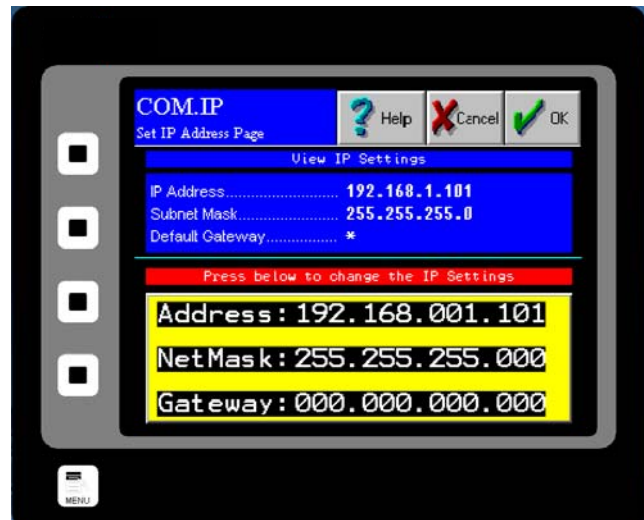 COM.IP
Set IP Address Page
Help
Cancel
OK
View IP Settings
IP Address......................... 192.168.1.101
Subnet Mask....................... 255.255.255.0
Default Gateway................. *
Press below to change the IP Settings
Address:192.168.001.101
NetMask:255.255.255.000
Gateway:000.000.000.000
MENU